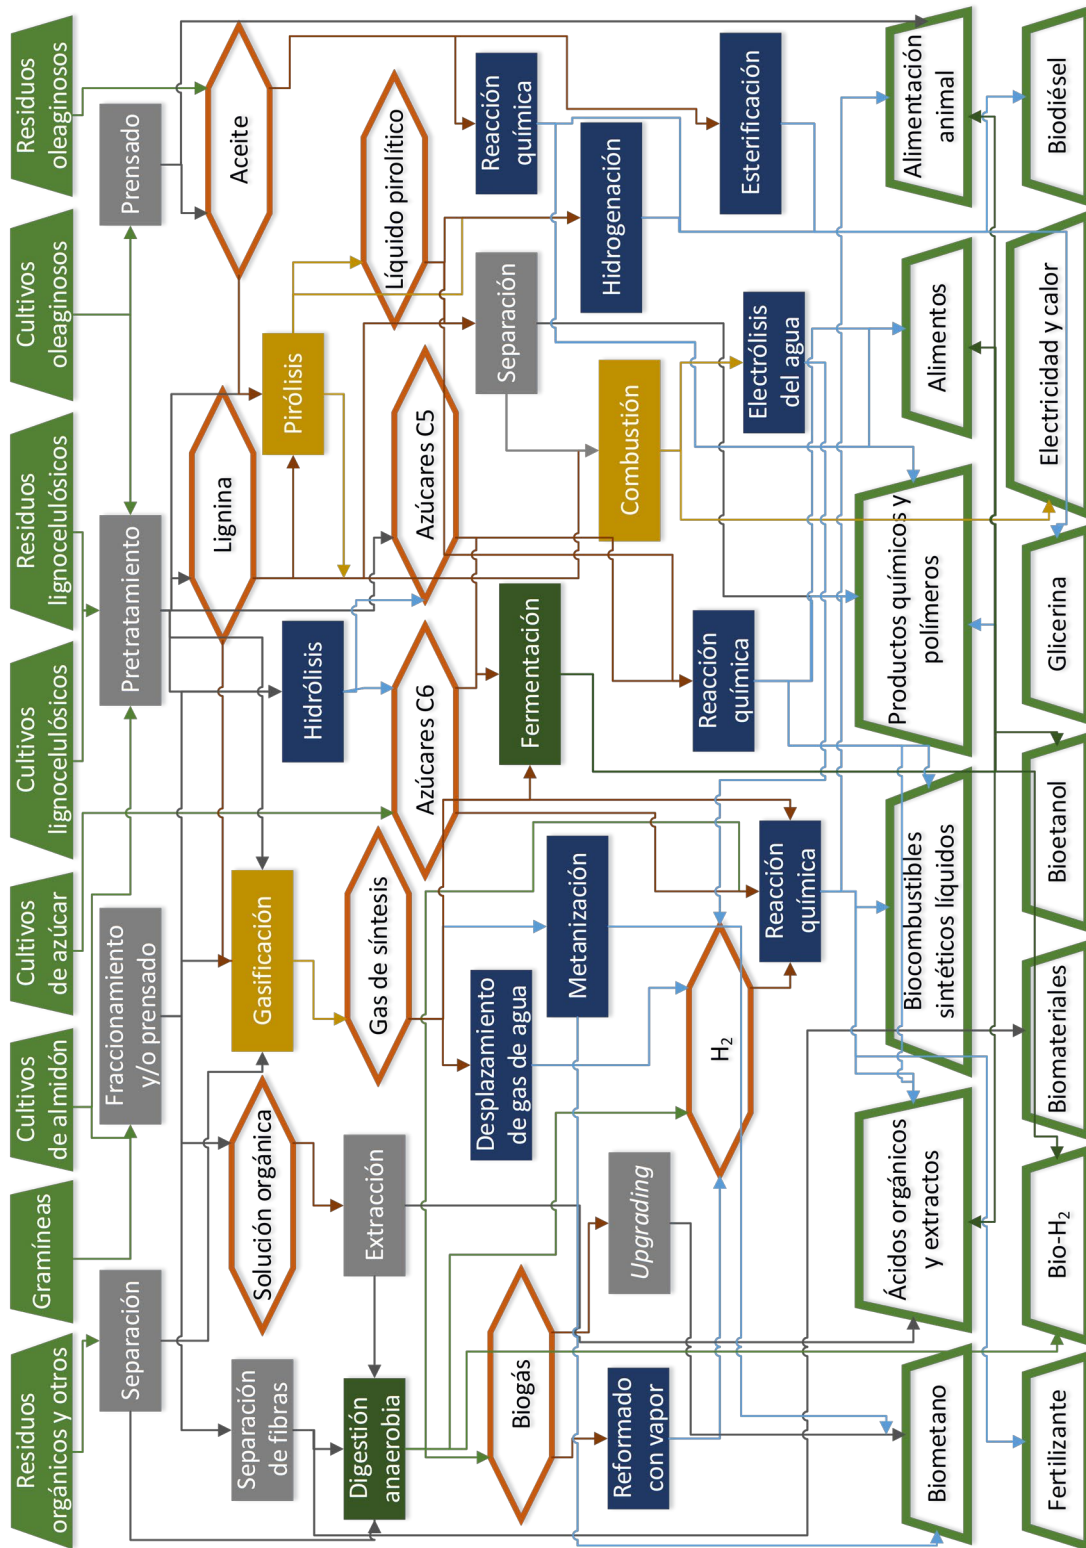 Residuos
orgánicos y otros
Gramíneas
Cultivos
de almidón
Cultivos
de azúcar
Cultivos
lignocelulósicos
Residuos
lignocelulósicos
Cultivos
oleaginosos
Residuos
oleaginosos
Separación
Fraccionamiento
y/o prensado
Pretratamiento
Prensado
Separación
de fibras
Solución orgánica
Gasificación
Hidrólisis
Lignina
Pirólisis
Aceite
Digestión
anaerobia
Extracción
Gas de síntesis
Azúcares C6
Azúcares C5
Líquido pirolítico
Biogás
Desplazamiento
de gas de agua
Metanización
Fermentación
Separación
Reacción
química
Reformado
con vapor
Upgrading
H₂
Reacción
química
Reacción
química
Combustión
Electrólisis
del agua
Hidrogenación
Esterificación
Biometano
Ácidos orgánicos
y extractos
Biocombustibles
sintéticos líquidos
Productos químicos y
polímeros
Alimentos
Alimentación
animal
Fertilizante
Bio-H₂
Biomateriales
Bioetanol
Glicerina
Electricidad y calor
Biodiésel